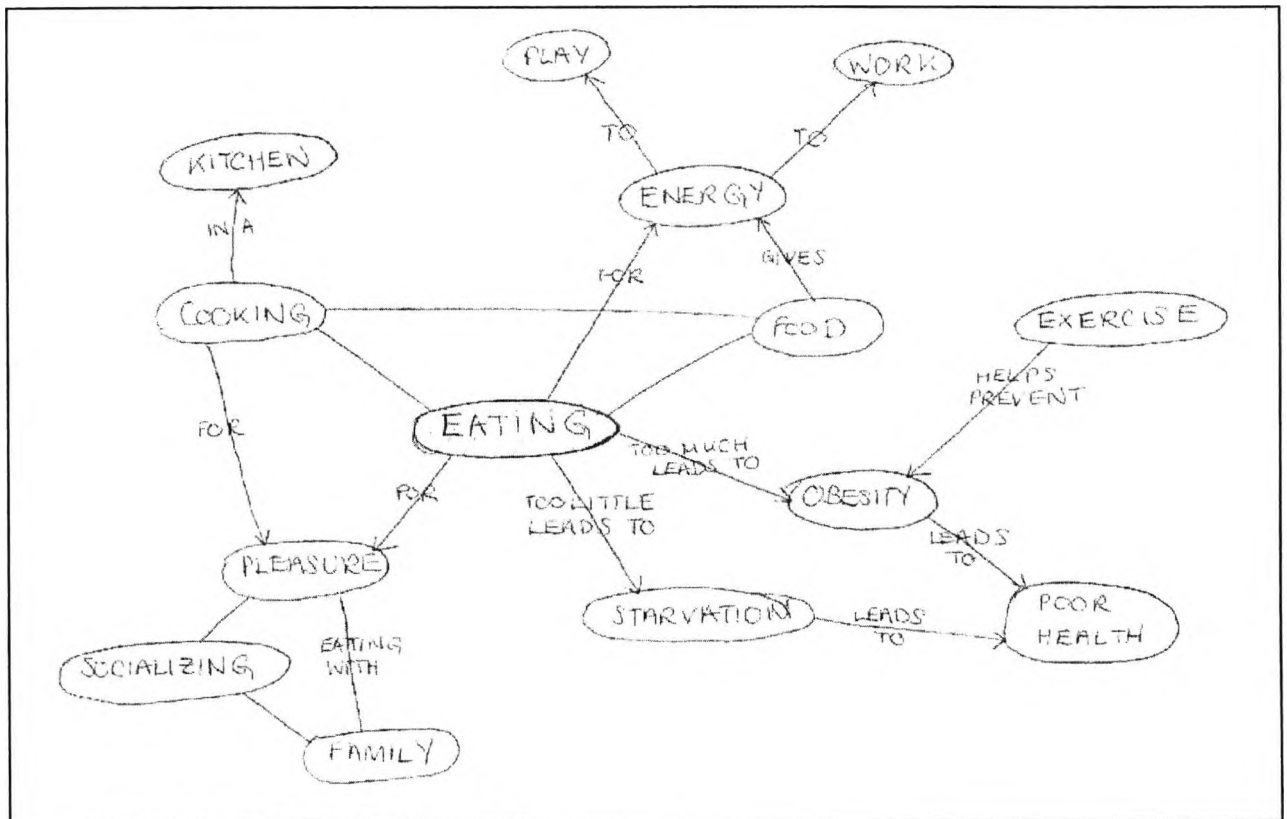 PLAY
WORK
TO
TO
KITCHEN
ENERGY
IN A
FOR
GIVES
COOKING
FOOD
EXERCISE
HELPS
PREVENT
FOR
EATING
TOO MUCH
LEADS TO
FOR
TOO LITTLE
LEADS TO
OBESITY
LEADS
TO
PLEASURE
STARVATION
LEADS
TO
POOR
HEALTH
EATING
WITH
SOCIALIZING
FAMILY